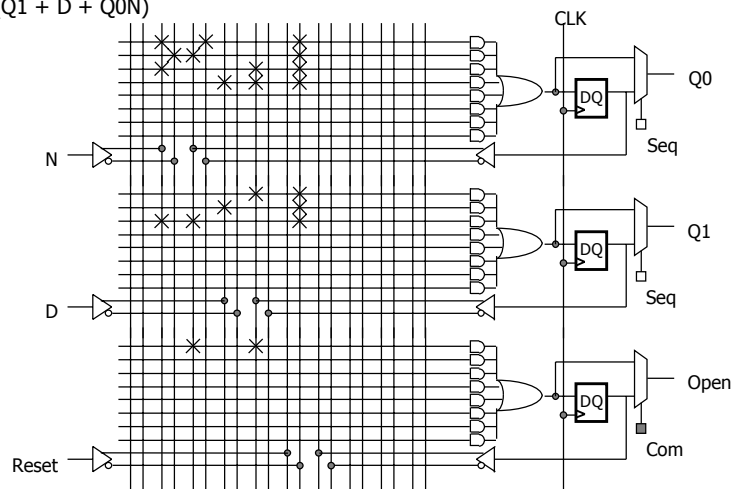 Q1 + D + Q0N)
CLK
DQ
Q0
Seq
N
DQ
Q1
Seq
D
DQ
Open
Com
Reset